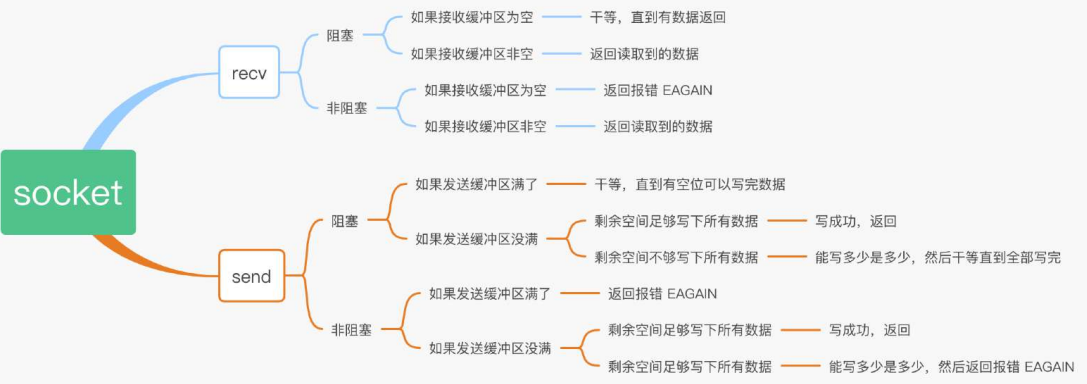 socket
recv
阻塞
如果接收缓冲区为空
干等，直到有数据返回
如果接收缓冲区非空
返回读取到的数据
非阻塞
如果接收缓冲区为空
返回报错 EAGAIN
如果接收缓冲区非空
返回读取到的数据
send
阻塞
如果发送缓冲区满了
干等，直到有空位可以写完数据
如果发送缓冲区没满
剩余空间足够写下所有数据
写成功，返回
剩余空间不够写下所有数据
能写多少是多少，然后干等直到全部写完
非阻塞
如果发送缓冲区满了
返回报错 EAGAIN
如果发送缓冲区没满
剩余空间足够写下所有数据
写成功，返回
剩余空间足够写下所有数据
能写多少是多少，然后返回报错 EAGAIN